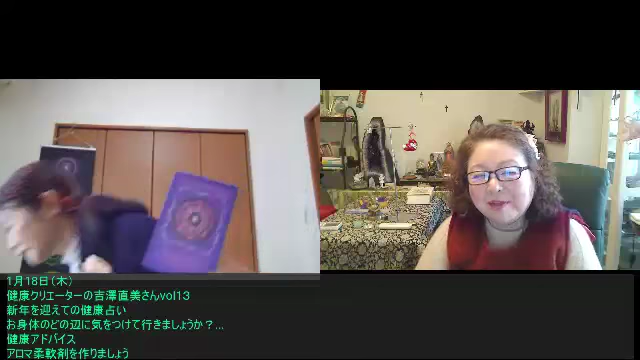 1月18日(木)
健康クリエーターの吉澤直美さんvol13
新年を迎えての健康占い
お身体のどの辺に気をつけて行きましょうか？...
健康アドバイス
アロマ柔軟剤を作りましょう